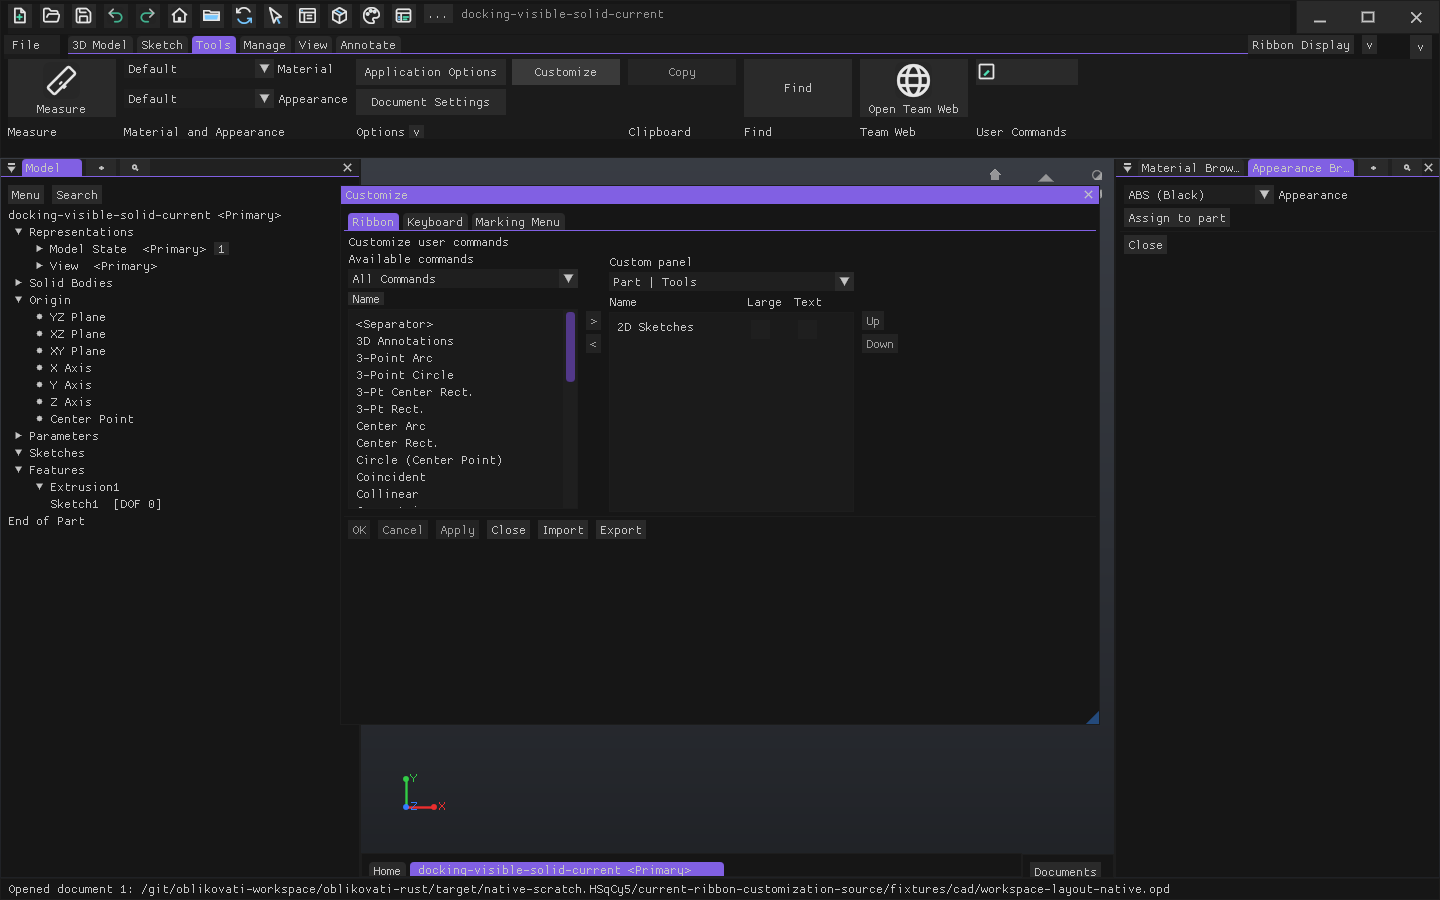 ... docking-visible-solid-current
File 3D Model Sketch Tools Manage View Annotate Ribbon Display v v
Default Material
Default Appearance
Measure
Application Options
Document Settings
Customize
Copy
Find
Open Team Web
Measure Material and Appearance Options v Clipboard Find Team Web User Commands
Model
Menu Search
docking-visible-solid-current <Primary>
Representations
Model State <Primary> 1
View <Primary>
Solid Bodies
Origin
YZ Plane
XZ Plane
XY Plane
X Axis
Y Axis
Z Axis
Center Point
Parameters
Sketches
Features
Extrusion1
Sketch1 [DOF 0]
End of Part
Customize
Ribbon Keyboard Marking Menu
Customize user commands
Available commands
All Commands
Name
<Separator>
3D Annotations
3-Point Arc
3-Point Circle
3-Pt Center Rect.
3-Pt Rect.
Center Arc
Center Rect.
Circle (Center Point)
Coincident
Collinear
>
<
Custom panel
Part | Tools
Name Large Text
2D Sketches
Up
Down
OK Cancel Apply Close Import Export
Material Brow… Appearance Br…
ABS (Black) Appearance
Assign to part
Close
Y
Z X
Home docking-visible-solid-current <Primary> Documents
Opened document 1: /git/oblikovati-workspace/oblikovati-rust/target/native-scratch.HSqCy5/current-ribbon-customization-source/fixtures/cad/workspace-layout-native.opd